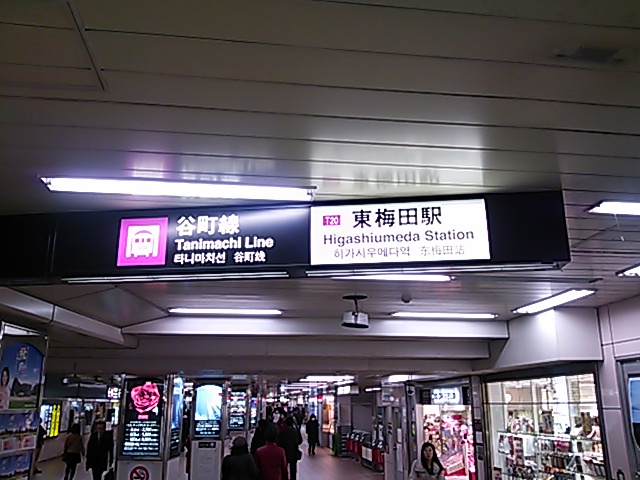 谷町線
Tanimachi Line
타니마치선 谷町线
T20 東梅田駅
Higashiumeda Station
히가시우메다역 东梅田站